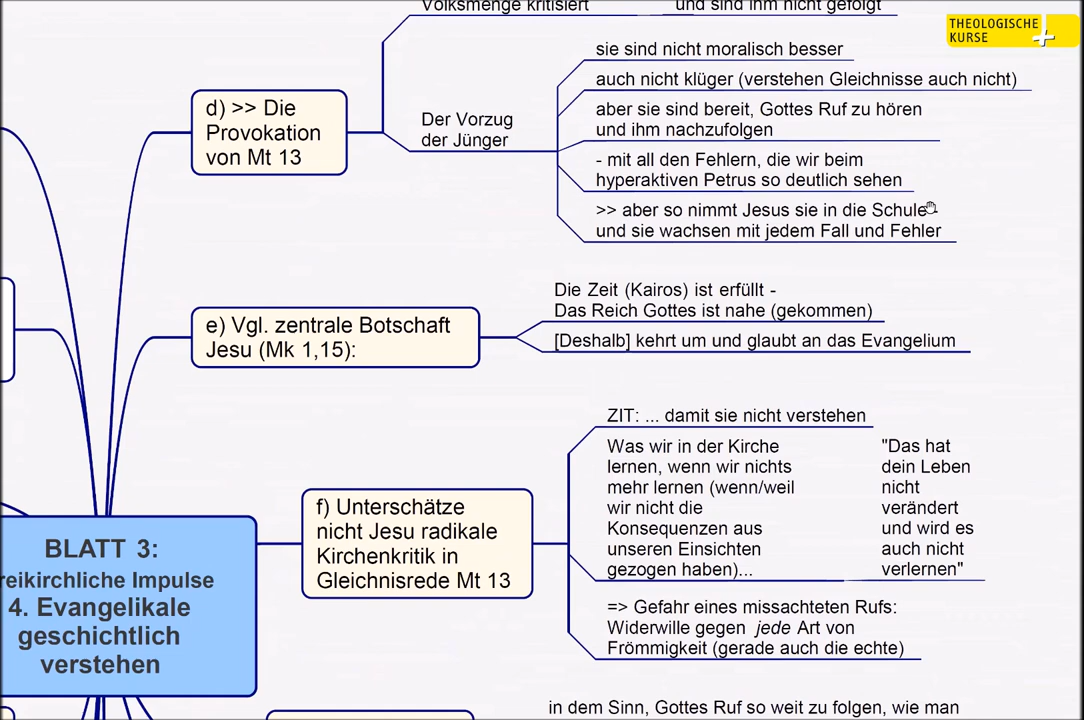 Volksmenge kritisiert
und sind ihm nicht gefolgt
THEOLOGISCHE
KURSE
d) >> Die
Provokation
von Mt 13
Der Vorzug
der Jünger
sie sind nicht moralisch besser
auch nicht klüger (verstehen Gleichnisse auch nicht)
aber sie sind bereit, Gottes Ruf zu hören
und ihm nachzufolgen
- mit all den Fehlern, die wir beim
hyperaktiven Petrus so deutlich sehen
>> aber so nimmt Jesus sie in die Schule
und sie wachsen mit jedem Fall und Fehler
e) Vgl. zentrale Botschaft
Jesu (Mk 1,15):
Die Zeit (Kairos) ist erfüllt -
Das Reich Gottes ist nahe (gekommen)
[Deshalb] kehrt um und glaubt an das Evangelium
f) Unterschätze
nicht Jesu radikale
Kirchenkritik in
Gleichnisrede Mt 13
ZIT: ... damit sie nicht verstehen
Was wir in der Kirche
lernen, wenn wir nichts
mehr lernen (wenn/weil
wir nicht die
Konsequenzen aus
unseren Einsichten
gezogen haben)...
"Das hat
dein Leben
nicht
verändert
und wird es
auch nicht
verlernen"
=> Gefahr eines missachteten Rufs:
Widerwille gegen jede Art von
Frömmigkeit (gerade auch die echte)
BLATT 3:
reikirchliche Impulse
4. Evangelikale
geschichtlich
verstehen
in dem Sinn, Gottes Ruf so weit zu folgen, wie man